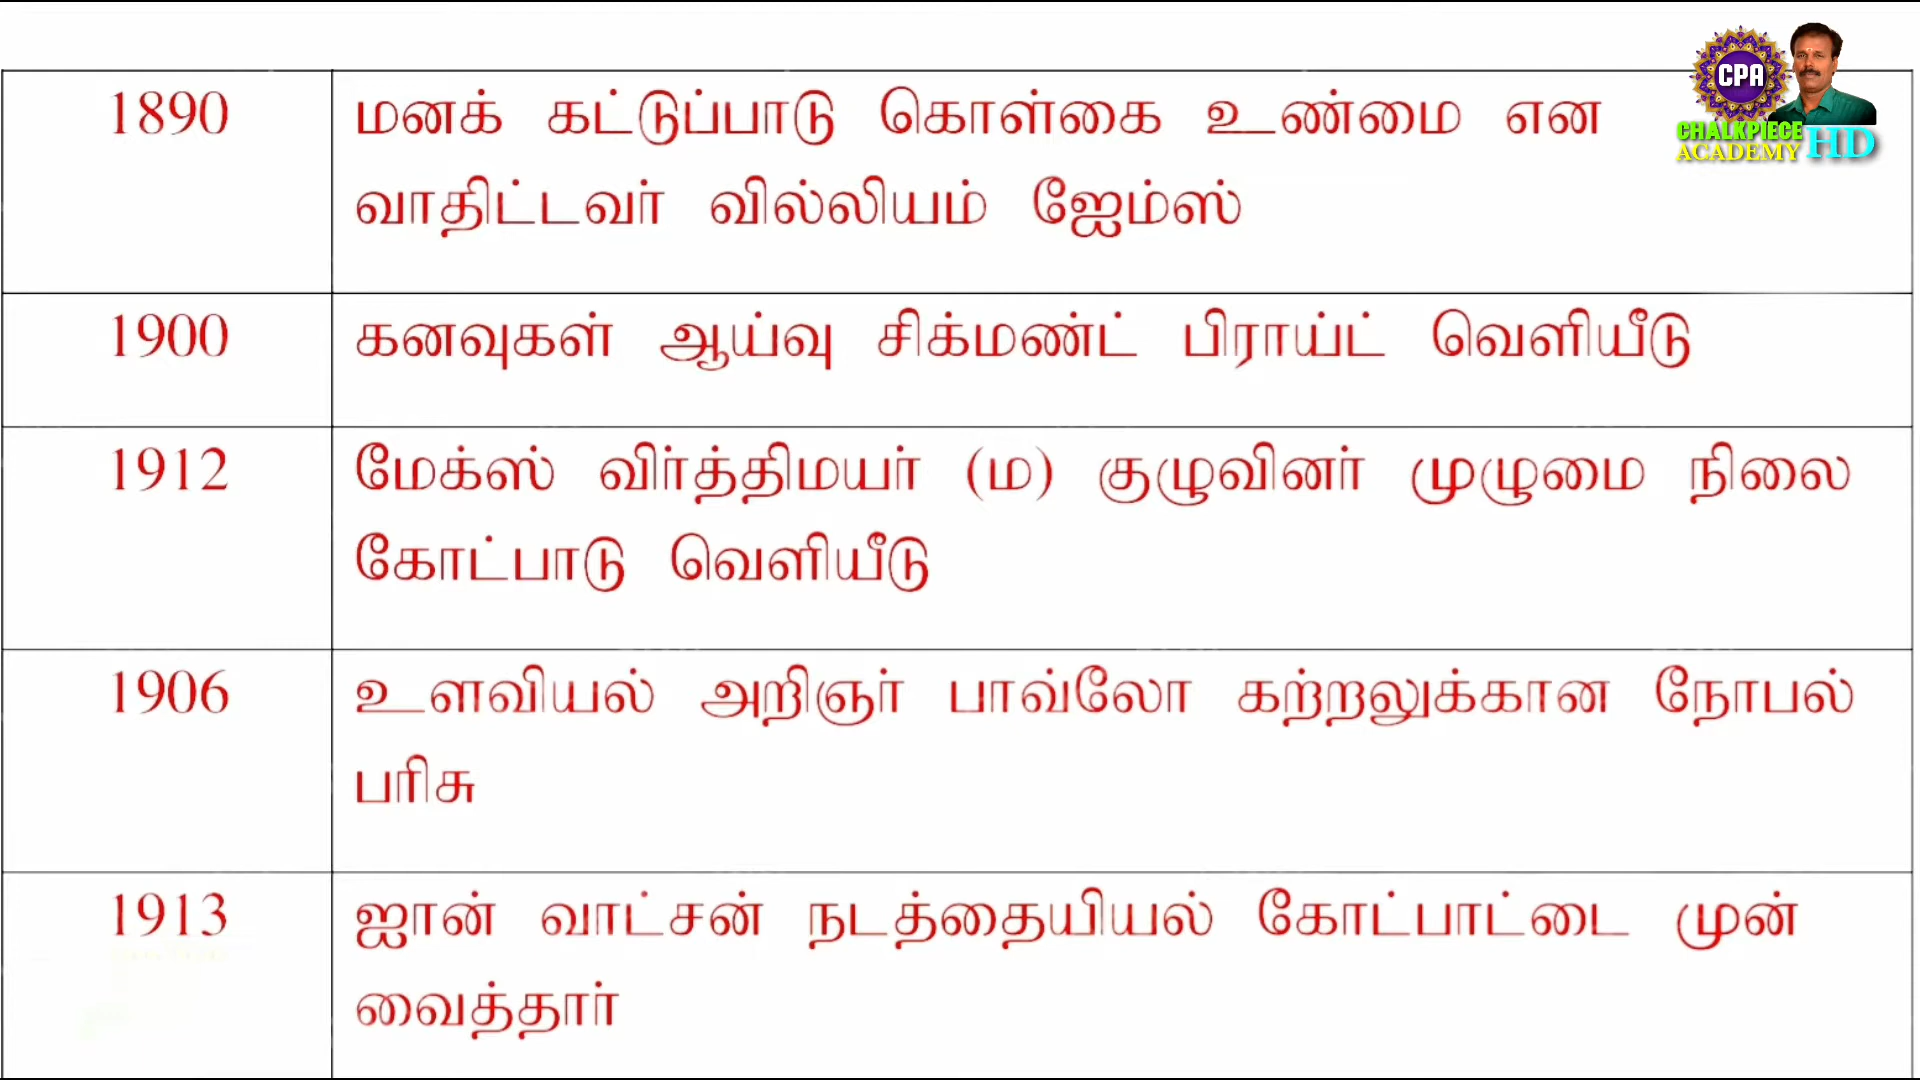 CPA
CHALKPIECE
ACADEMY HD
1890 மனக் கட்டுப்பாடு கொள்கை உண்மை என
வாதிட்டவர் வில்லியம் ஜேம்ஸ்
1900 கனவுகள் ஆய்வு சிக்மண்ட் பிராய்ட் வெளியீடு
1912 மேக்ஸ் விர்த்திமயர் (ம) குழுவினர் முழுமை நிலை
கோட்பாடு வெளியீடு
1906 உளவியல் அறிஞர் பாவ்லோ கற்றலுக்கான நோபல்
பரிசு
1913 ஜான் வாட்சன் நடத்தையியல் கோட்பாட்டை முன்
வைத்தார்